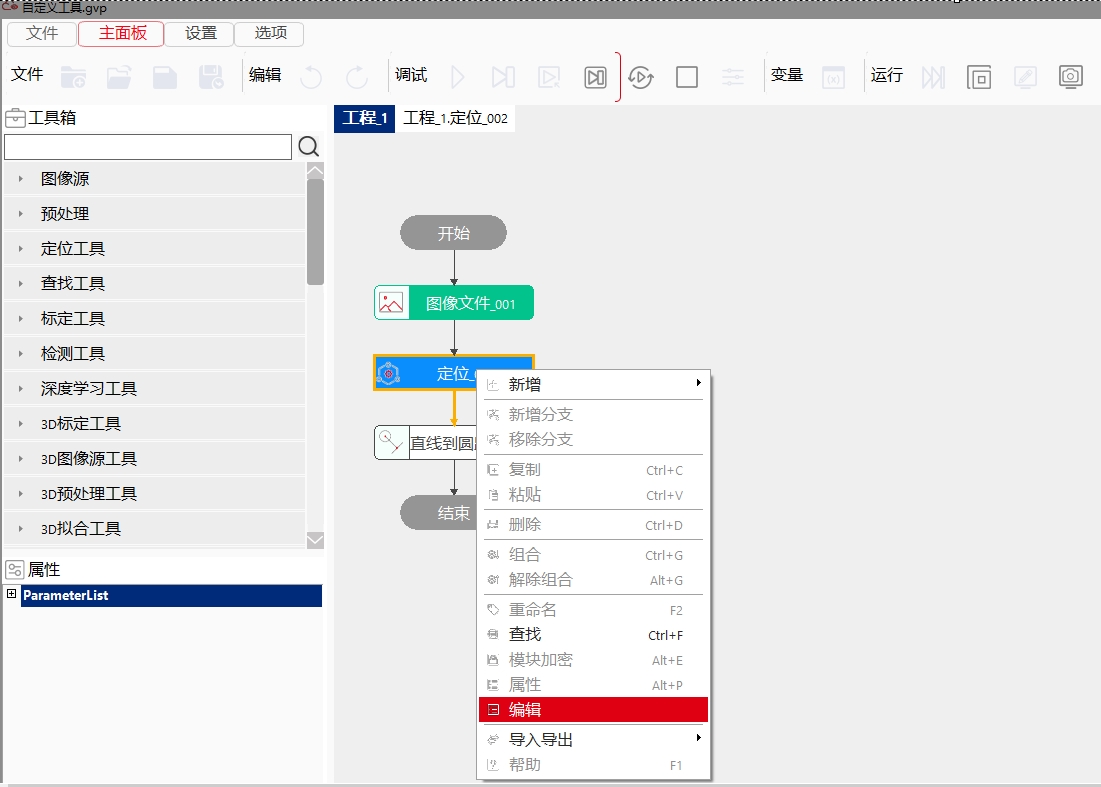 自定义工具.gvp
文件 主面板 设置 选项
文件 编辑 调试 变量 运行
工具箱
图像源
预处理
定位工具
查找工具
标定工具
检测工具
深度学习工具
3D标定工具
3D图像源工具
3D预处理工具
3D拟合工具
属性
ParameterList
工程_1 工程_1.定位_002
开始
图像文件_001
定位_
直线到圆
结束
新增
新增分支
移除分支
复制 Ctrl+C
粘贴 Ctrl+V
删除 Ctrl+D
组合 Ctrl+G
解除组合 Alt+G
重命名 F2
查找 Ctrl+F
模块加密 Alt+E
属性 Alt+P
编辑
导入导出
帮助 F1